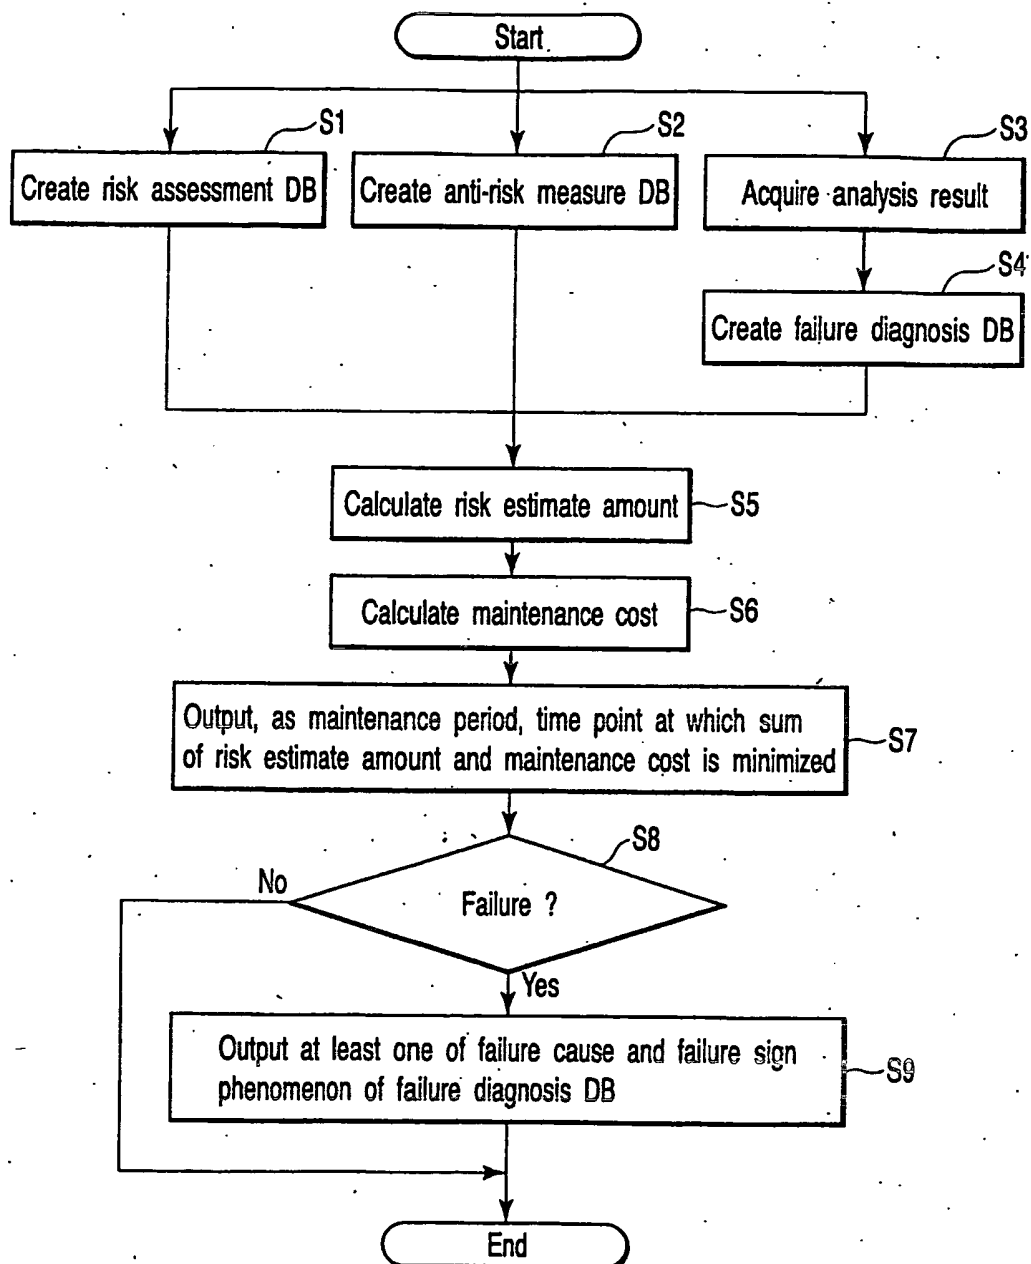 Start
S1
S2
S3
Create risk assessment DB
Create anti-risk measure DB
Acquire analysis result
S4
Create failure diagnosis DB
Calculate risk estimate amount
S5
Calculate maintenance cost
S6
Output, as maintenance period, time point at which sum
of risk estimate amount and maintenance cost is minimized
S7
S8
No
Failure ?
Yes
Output at least one of failure cause and failure sign
phenomenon of failure diagnosis DB
S9
End